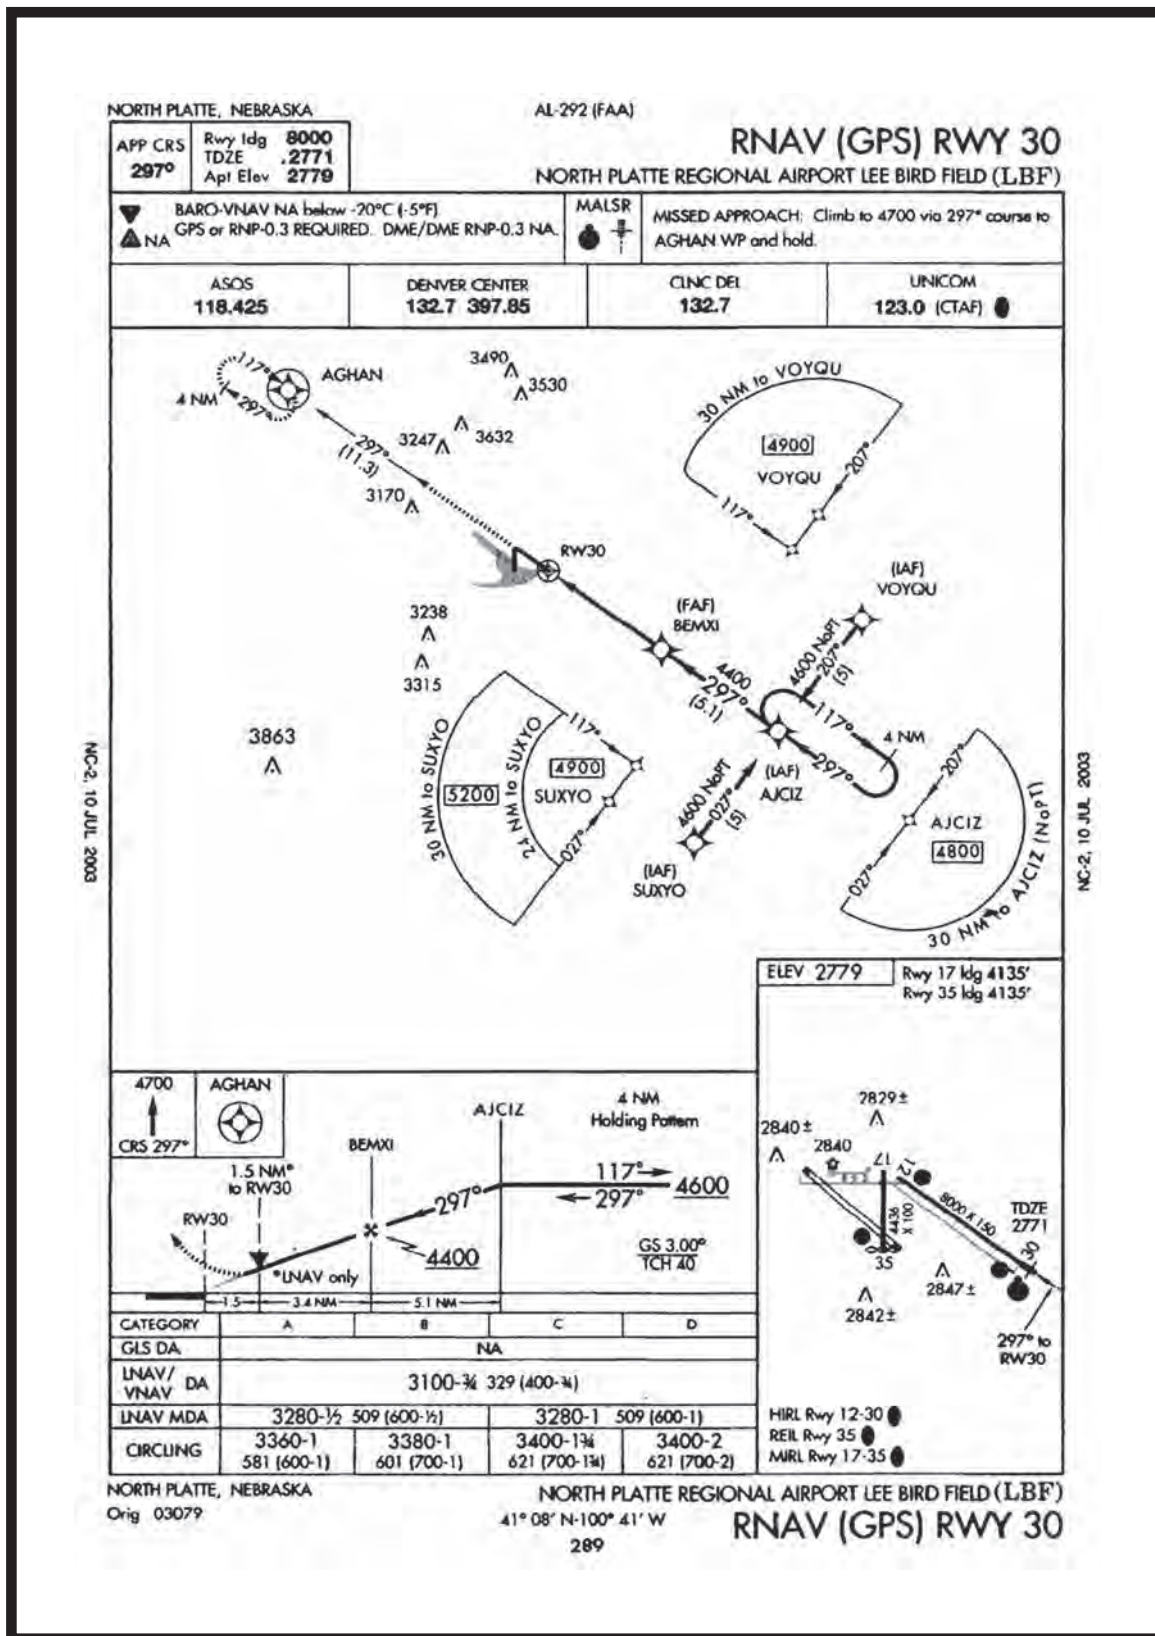 NORTH PLATTE, NEBRASKA
AL-292 (FAA)
RNAV (GPS) RWY 30
NORTH PLATTE REGIONAL AIRPORT LEE BIRD FIELD (LBF)
APP CRS
297°
Rwy ldg 8000
TDZE .2771
Apt Elev 2779
BARO-VNAV NA below -20°C (-5°F)
NA GPS or RNP-0.3 REQUIRED. DME/DME RNP-0.3 NA.
MALSR
MISSED APPROACH: Climb to 4700 via 297° course to
AGHAN WP and hold.
ASOS
118.425
DENVER CENTER
132.7 397.85
CLNC DEL
132.7
UNICOM
123.0 (CTAF)
117°
AGHAN
4 NM
297°
297°
(11.3)
3490
3530
3247
3632
3170
30 NM to VOYQU
4900
VOYQU
207°
117°
RW30
(IAF)
VOYQU
(FAF)
BEMXI
4600 NoPT
207°
(5)
3238
3315
4400
297°
(5.1)
117°
4 NM
297°
3863
30 NM to SUXYO
24 NM to SUXYO
117°
4900
5200
SUXYO
027°
(IAF)
AJCIZ
4600 NoPT
027°
(5)
(IAF)
SUXYO
207°
AJCIZ
4800
027°
30 NM to AJCIZ (NoPT)
NC-2, 10 JUL 2003
NC-2, 10 JUL 2003
ELEV 2779
Rwy 17 ldg 4135'
Rwy 35 ldg 4135'
2829±
2840±
2840
17
12
8000 X 150
4436
X 100
TDZE
2771
30
35
2847±
2842±
297° to
RW30
HIRL Rwy 12-30
REIL Rwy 35
MIRL Rwy 17-35
4700
CRS 297°
AGHAN
BEMXI
AJCIZ
4 NM
Holding Pattern
1.5 NM*
to RW30
RW30
297°
117°
297°
4600
4400
*LNAV only
GS 3.00°
TCH 40
1.5
3.4 NM
5.1 NM
CATEGORY A B C D
GLS DA NA
LNAV/
VNAV DA 3100-¾ 329 (400-¾)
LNAV MDA 3280-½ 509 (600-½) 3280-1 509 (600-1)
CIRCLING 3360-1 3380-1 3400-1¾ 3400-2
581 (600-1) 601 (700-1) 621 (700-1¾) 621 (700-2)
NORTH PLATTE, NEBRASKA
Orig 03079
41° 08' N-100° 41' W
289
NORTH PLATTE REGIONAL AIRPORT LEE BIRD FIELD (LBF)
RNAV (GPS) RWY 30